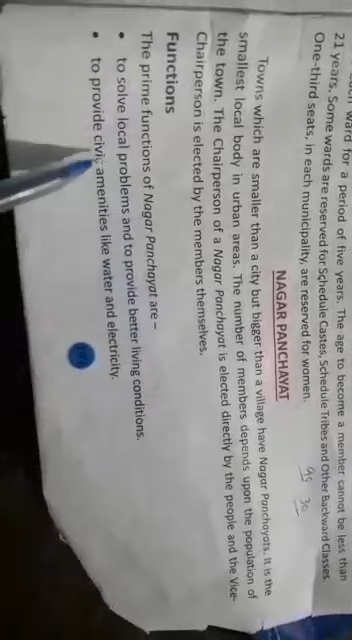 ward for a period of five years. The age to become a member cannot be less than
21 years. Some wards are reserved for Schedule Castes, Schedule Tribes and Other Backward Classes.
One-third seats, in each municipality, are reserved for women.
NAGAR PANCHAYAT
Towns which are smaller than a city but bigger than a village have Nagar Panchayats. It is the
smallest local body in urban areas. The number of members depends upon the population of
the town. The Chairperson of a Nagar Panchayat is elected directly by the people and the Vice-
Chairperson is elected by the members themselves.
Functions
The prime functions of Nagar Panchayat are –
• to solve local problems and to provide better living conditions.
• to provide civic amenities like water and electricity.